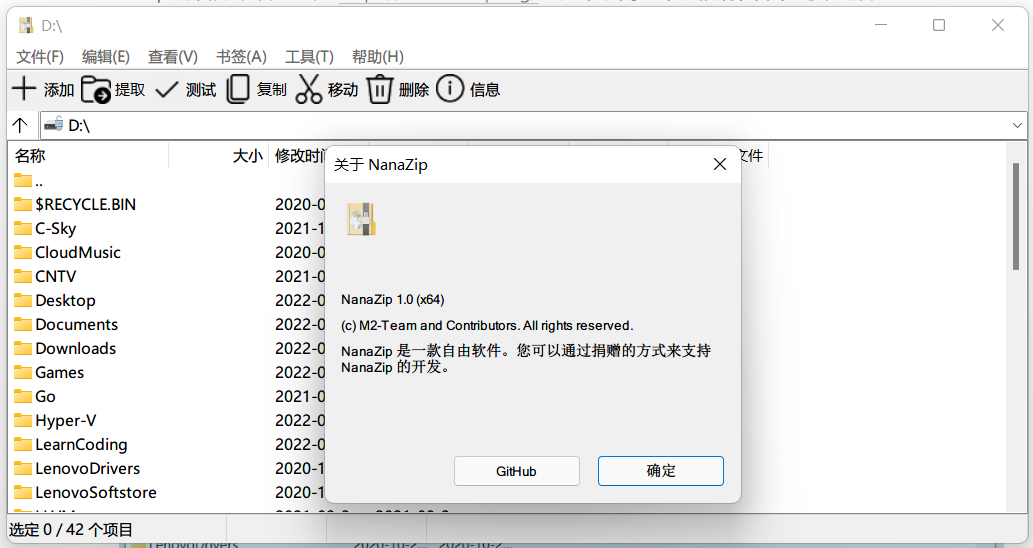 D:\
文件(F) 编辑(E) 查看(V) 书签(A) 工具(T) 帮助(H)
添加 提取 测试 复制 移动 删除 信息
D:\
名称 大小 修改时间 文件
..
$RECYCLE.BIN 2020-0
C-Sky 2021-1
CloudMusic 2020-0
CNTV 2021-0
Desktop 2022-0
Documents 2022-0
Downloads 2022-0
Games 2022-0
Go 2021-0
Hyper-V 2022-0
LearnCoding 2022-0
LenovoDrivers 2020-1
LenovoSoftstore 2020-1
选定 0 / 42 个项目
关于 NanaZip
NanaZip 1.0 (x64)
(c) M2-Team and Contributors. All rights reserved.
NanaZip 是一款自由软件。您可以通过捐赠的方式来支持
NanaZip 的开发。
GitHub 确定